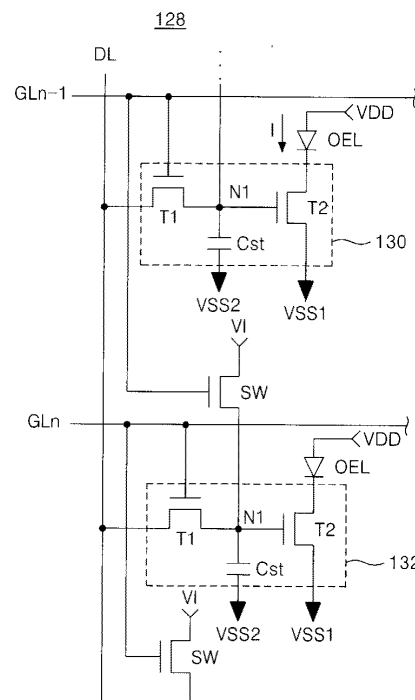 128
DL
GLn-1
VDD
I
OEL
N1
T2
T1
130
Cst
VSS2
VSS1
VI
SW
GLn
VDD
OEL
N1
T2
T1
132
Cst
VI
VSS2
VSS1
SW